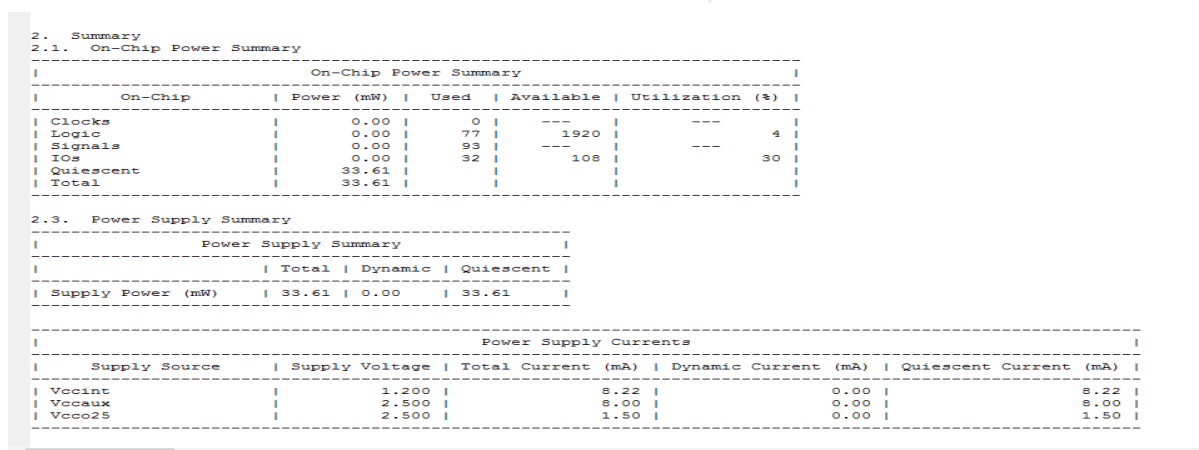 2. Summary
2.1. On-Chip Power Summary
-----------------------------------------------------------------------------
| On-Chip Power Summary |
-----------------------------------------------------------------------------
| On-Chip | Power (mW) | Used | Available | Utilization (%) |
-----------------------------------------------------------------------------
| Clocks | 0.00 | 0 | --- | --- |
| Logic | 0.00 | 77 | 1920 | 4 |
| Signals | 0.00 | 93 | --- | --- |
| IOs | 0.00 | 32 | 108 | 30 |
| Quiescent | 33.61 | | | |
| Total | 33.61 | | | |
-----------------------------------------------------------------------------
2.3. Power Supply Summary
------------------------------------------------------
| Power Supply Summary |
------------------------------------------------------
| | Total | Dynamic | Quiescent |
------------------------------------------------------
| Supply Power (mW) | 33.61 | 0.00 | 33.61 |
------------------------------------------------------
---------------------------------------------------------------------------------------------------------------
| Power Supply Currents |
---------------------------------------------------------------------------------------------------------------
| Supply Source | Supply Voltage | Total Current (mA) | Dynamic Current (mA) | Quiescent Current (mA) |
---------------------------------------------------------------------------------------------------------------
| Vccint | 1.200 | 8.22 | 0.00 | 8.22 |
| Vccaux | 2.500 | 8.00 | 0.00 | 8.00 |
| Vcco25 | 2.500 | 1.50 | 0.00 | 1.50 |
---------------------------------------------------------------------------------------------------------------